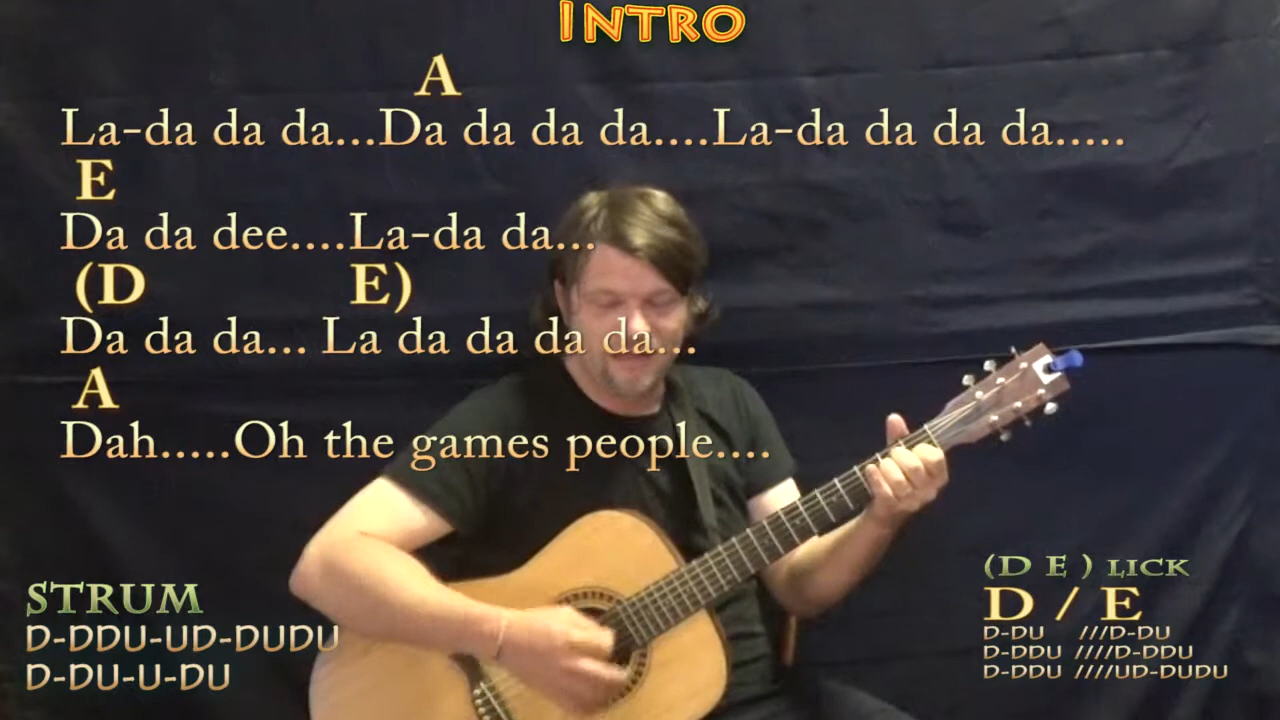 INTRO
A
La-da da da...Da da da da....La-da da da da.....
E
Da da dee....La-da da...
(D E)
Da da da... La da da da da...
A
Dah.....Oh the games people....
STRUM
D-DDU-UD-DUDU
D-DU-U-DU
(D E ) LICK
D / E
D-DU ///D-DU
D-DDU ////D-DDU
D-DDU ////UD-DUDU